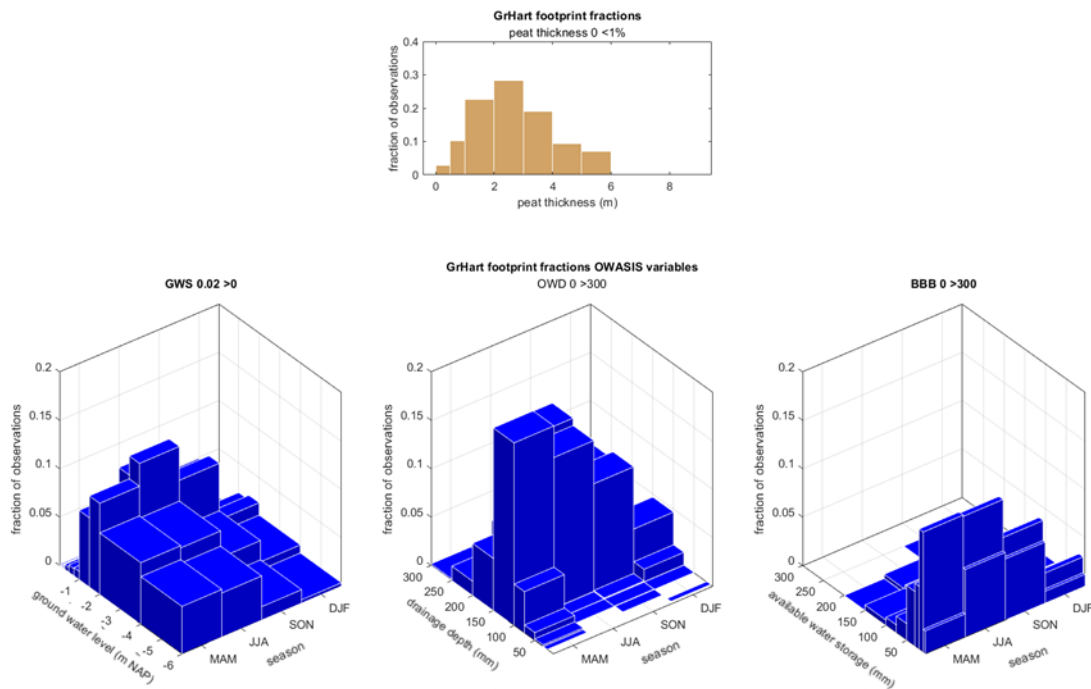 GrHart footprint fractions
peat thickness 0 <1%
fraction of observations
0.4
0.3
0.2
0.1
0
0 2 4 6 8
peat thickness (m)
GrHart footprint fractions OWASIS variables
GWS 0.02 >0
OWD 0 >300
BBB 0 >300
fraction of observations
0.2
0.15
0.1
0.05
0
-1
-2
-3
-4
-5
-6
ground water level (m NAP)
MAM
JJA
SON
DJF
season
fraction of observations
0.2
0.15
0.1
0.05
0
300
250
200
150
100
50
drainage depth (mm)
MAM
JJA
SON
DJF
season
fraction of observations
0.2
0.15
0.1
0.05
0
300
250
200
150
100
50
available water storage (mm)
MAM
JJA
SON
DJF
season